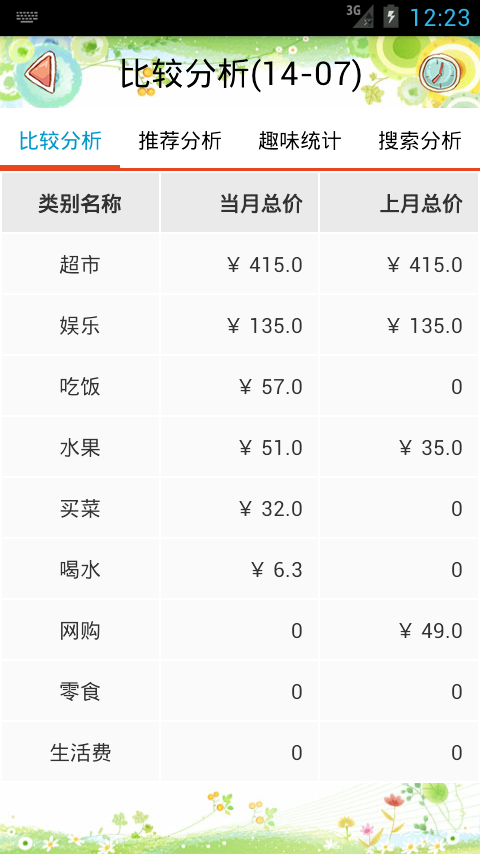 3G 12:23
比较分析(14-07)
比较分析 推荐分析 趣味统计 搜索分析
类别名称 当月总价 上月总价
超市 ¥ 415.0 ¥ 415.0
娱乐 ¥ 135.0 ¥ 135.0
吃饭 ¥ 57.0 0
水果 ¥ 51.0 ¥ 35.0
买菜 ¥ 32.0 0
喝水 ¥ 6.3 0
网购 0 ¥ 49.0
零食 0 0
生活费 0 0